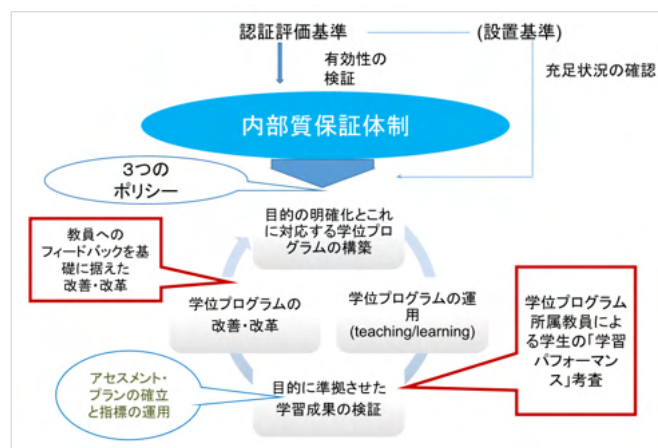 認証評価基準
(設置基準)
有効性の
検証
充足状況の確認
内部質保証体制
3つの
ポリシー
目的の明確化とこれ
に対応する学位プロ
グラムの構築
教員への
フィードバックを基
礎に据えた
改善・改革
学位プログラムの
改善・改革
学位プログラムの運
用
(teaching/learning)
学位プログラム
所属教員によ
る学生の「学習
パフォーマン
ス」考査
アセスメント・
プランの確立
と指標の運用
目的に準拠させた
学習成果の検証